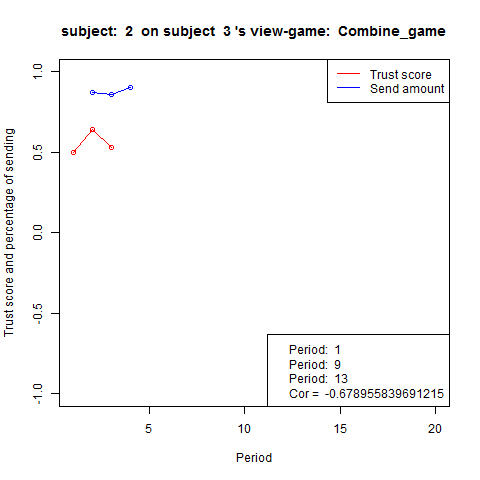 subject:  2  on subject  3 's view-game:  Combine_game
Trust score
Send amount
Trust score and percentage of sending
1.0
0.5
0.0
-0.5
-1.0
Period:  1
Period:  9
Period:  13
Cor =  -0.678955839691215
5 10 15 20
Period